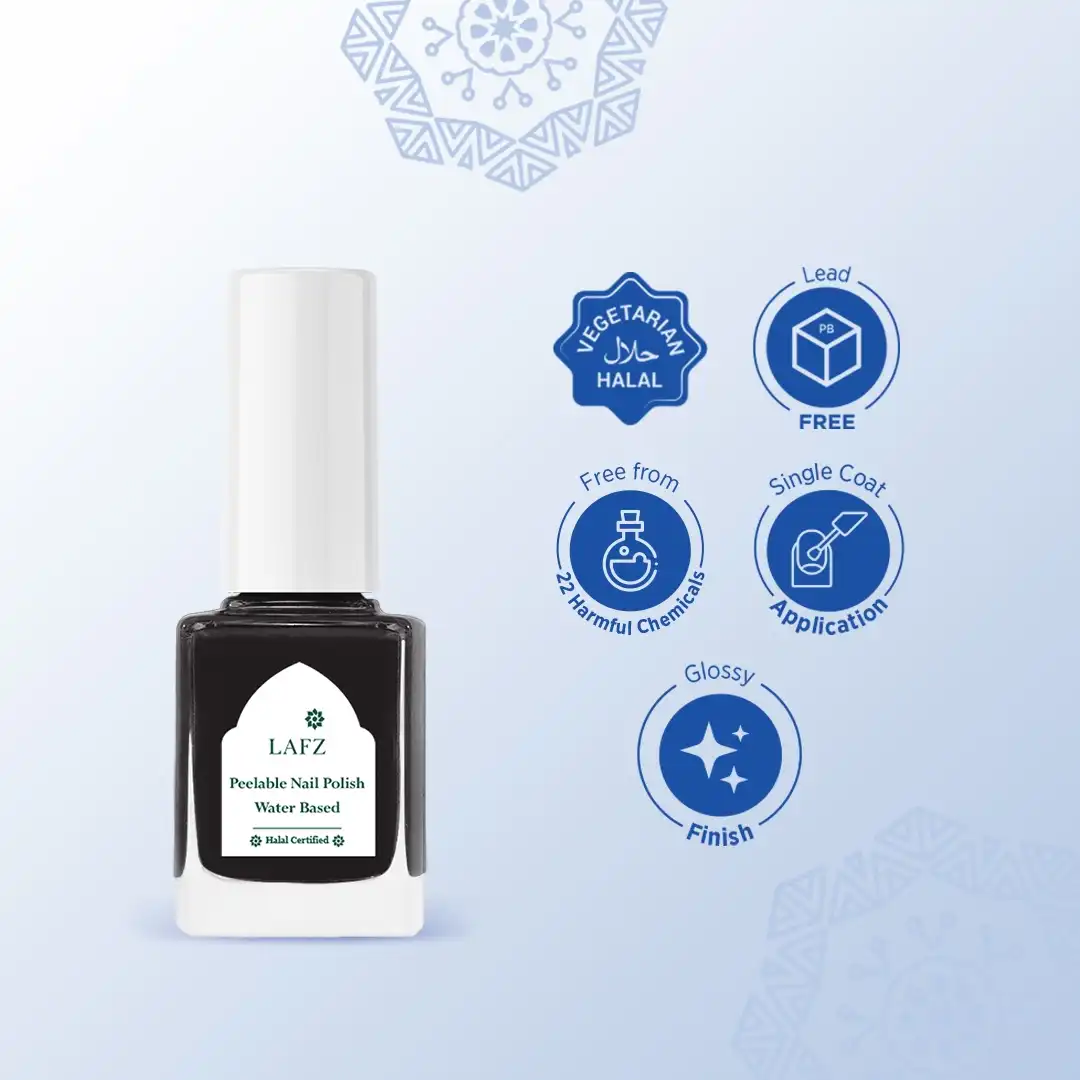 LAFZ
Peelable Nail Polish
Water Based
Halal Certified
VEGETARIAN
حلال
HALAL
Lead
PB
FREE
Free from
22 Harmful Chemicals
Single Coat
Application
Glossy
Finish